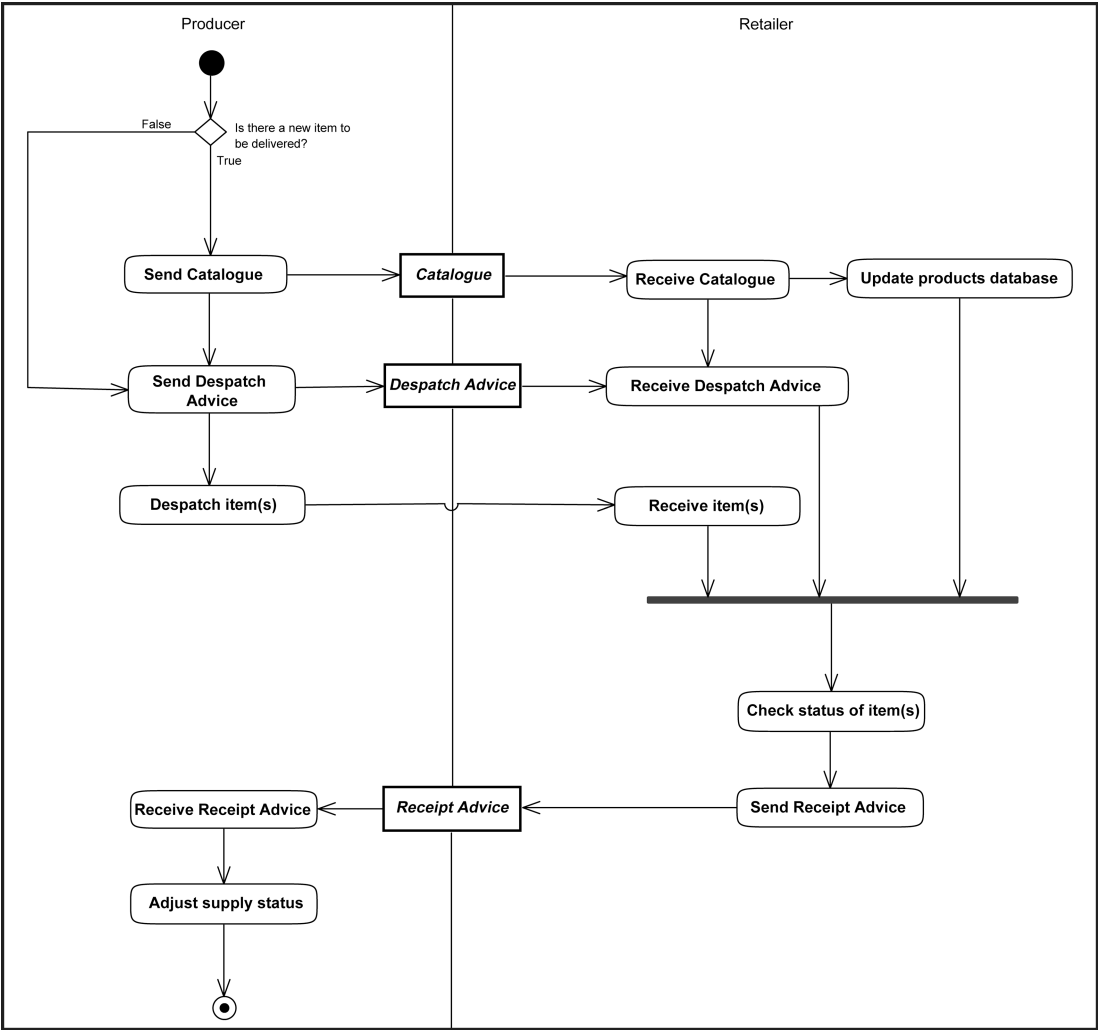 Producer
Retailer
False
Is there a new item to
be delivered?
True
Send Catalogue
Catalogue
Receive Catalogue
Update products database
Send Despatch
Advice
Despatch Advice
Receive Despatch Advice
Despatch item(s)
Receive item(s)
Check status of item(s)
Receive Receipt Advice
Receipt Advice
Send Receipt Advice
Adjust supply status